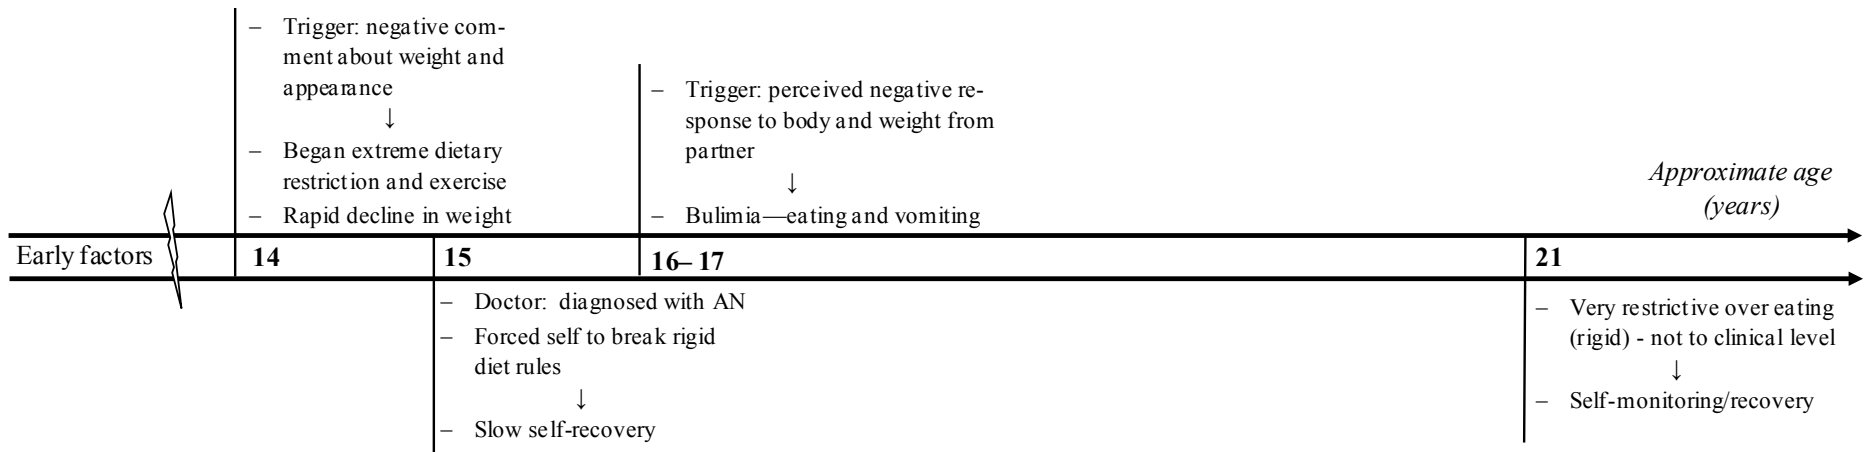 – Trigger: negative com-
ment about weight and
appearance
↓
– Began extreme dietary
restriction and exercise
– Rapid decline in weight
– Trigger: perceived negative re-
sponse to body and weight from
partner
↓
– Bulimia—eating and vomiting
Approximate age
(years)
Early factors
14
15
16–17
21
– Doctor: diagnosed with AN
– Forced self to break rigid
diet rules
↓
– Slow self-recovery
– Very restrictive over eating
(rigid) - not to clinical level
↓
– Self-monitoring/recovery